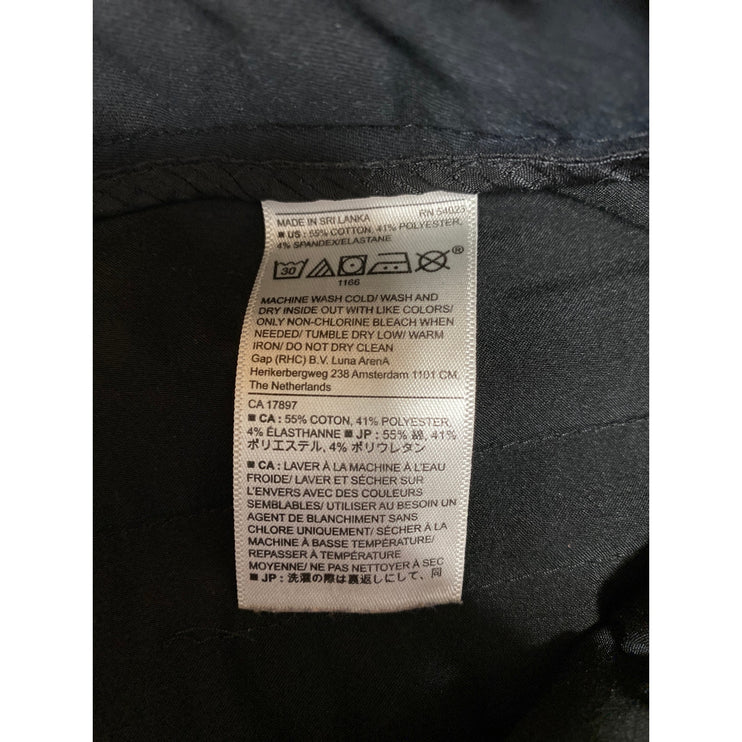 MADE IN SRI LANKA RN 54023
■ US : 55% COTTON, 41% POLYESTER,
4% SPANDEX/ELASTANE
30 ®
1166
MACHINE WASH COLD/ WASH AND
DRY INSIDE OUT WITH LIKE COLORS/
ONLY NON-CHLORINE BLEACH WHEN
NEEDED/ TUMBLE DRY LOW/ WARM
IRON/ DO NOT DRY CLEAN
Gap (RHC) B.V. Luna ArenA
Herikerbergweg 238 Amsterdam 1101 CM,
The Netherlands
CA 17897
■ CA : 55% COTON, 41% POLYESTER,
4% ÉLASTHANNE ■ JP : 55% 綿, 41%
ポリエステル, 4% ポリウレタン
■ CA : LAVER À LA MACHINE À L'EAU
FROIDE/ LAVER ET SÉCHER SUR
L'ENVERS AVEC DES COULEURS
SEMBLABLES/ UTILISER AU BESOIN UN
AGENT DE BLANCHIMENT SANS
CHLORE UNIQUEMENT/ SÉCHER À LA
MACHINE À BASSE TEMPÉRATURE/
REPASSER À TEMPÉRATURE
MOYENNE/ NE PAS NETTOYER À SEC
■ JP : 洗濯の際は裏返しにして、同